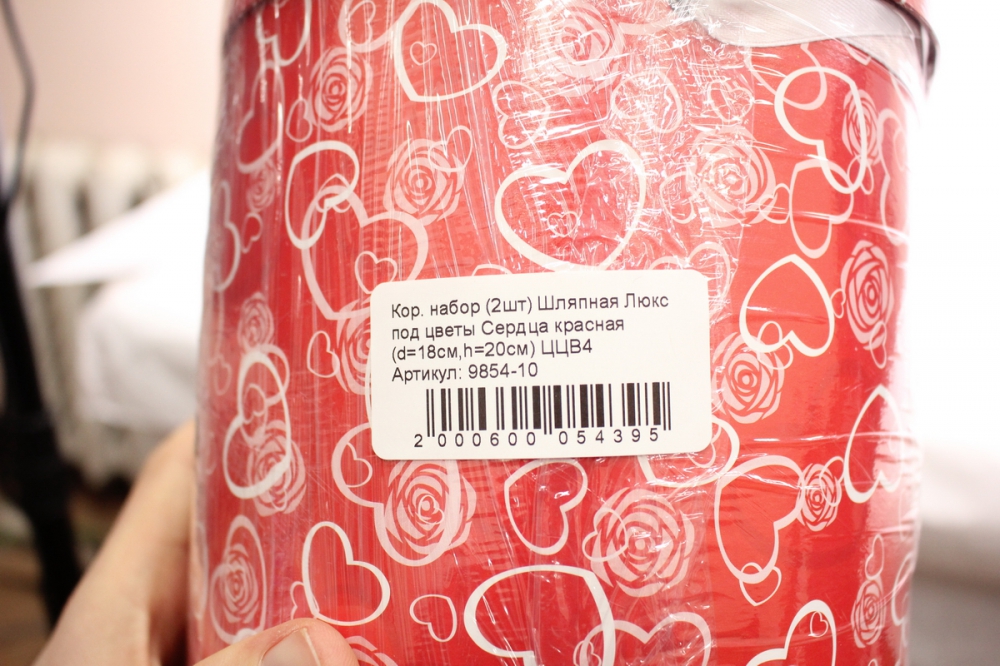 Кор. набор (2шт) Шляпная Люкс
под цветы Сердца красная
(d=18см,h=20см) ЦЦВ4
Артикул: 9854-10
2 000600 054395